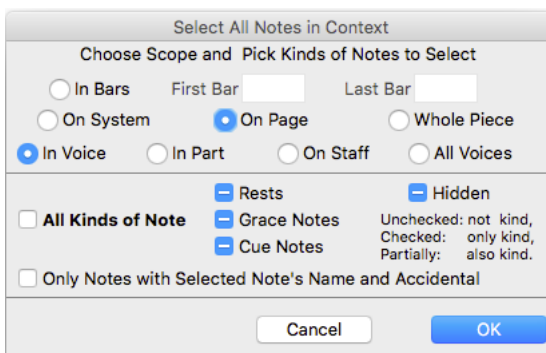 Select All Notes in Context
Choose Scope and Pick Kinds of Notes to Select
In Bars First Bar Last Bar
On System On Page Whole Piece
In Voice In Part On Staff All Voices
Rests Hidden
All Kinds of Note Grace Notes Unchecked: not kind,
Cue Notes Checked: only kind,
Partially: also kind.
Only Notes with Selected Note's Name and Accidental
Cancel OK